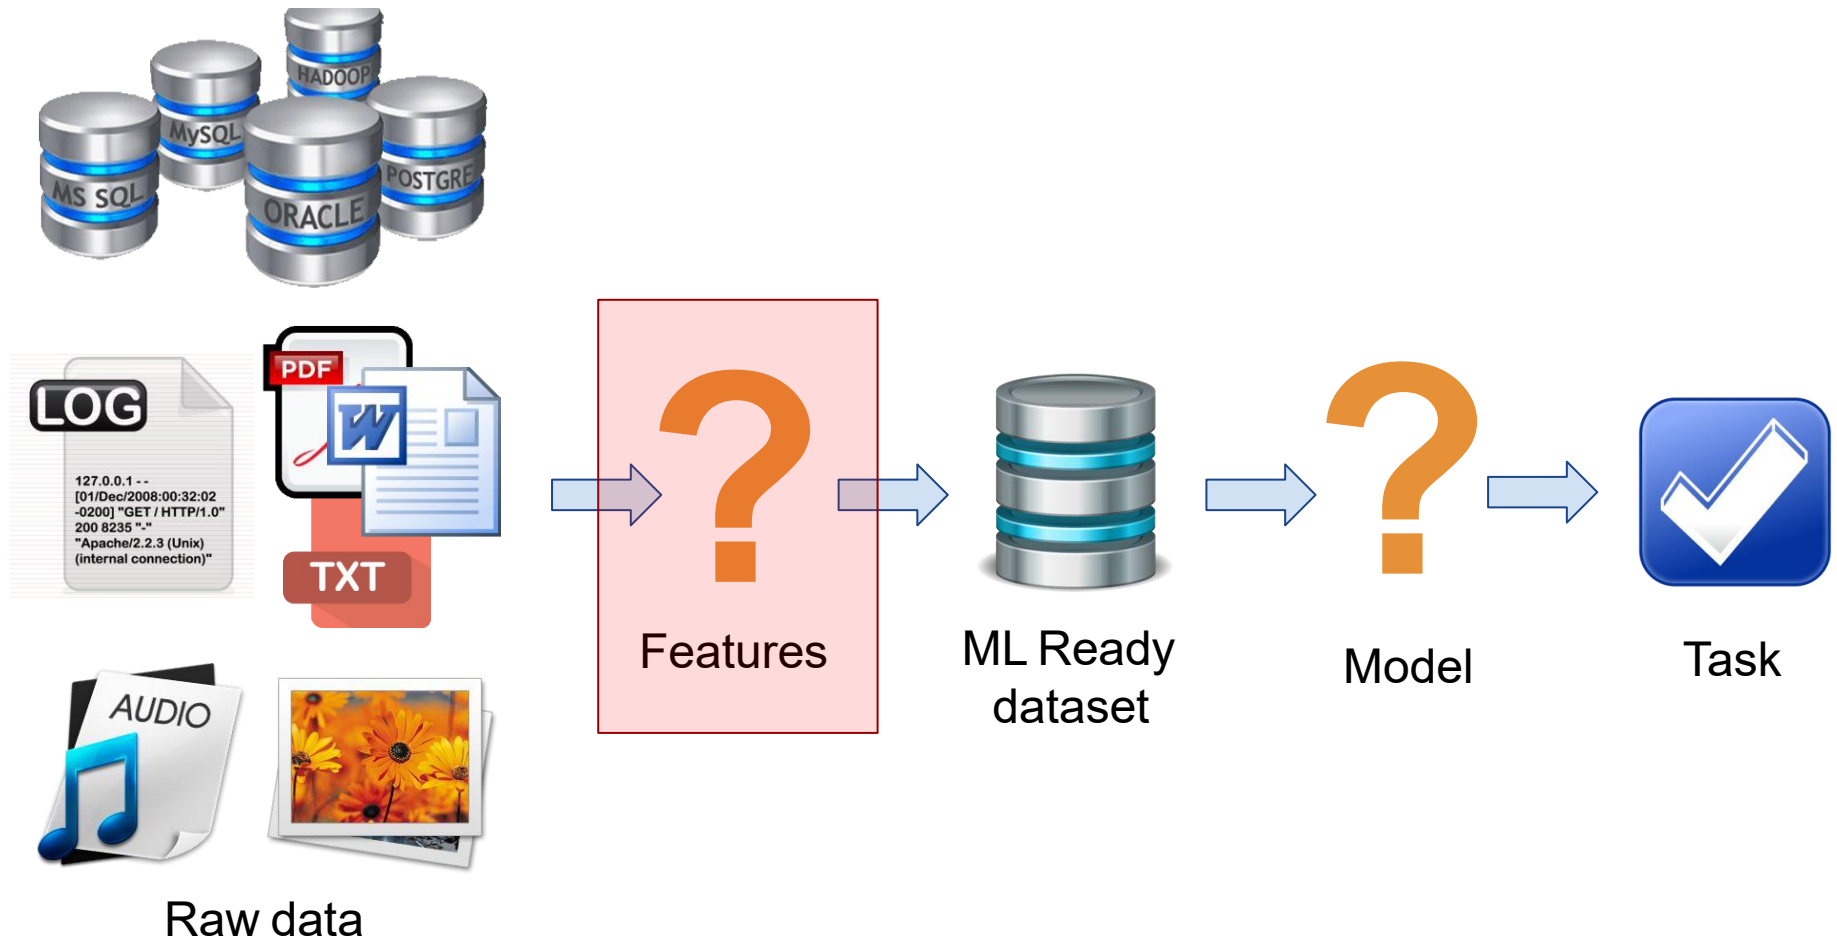 HADOOP
MySQL
MS SQL
POSTGRE
ORACLE
LOG
127.0.0.1 - -
[01/Dec/2008:00:32:02
-0200] "GET / HTTP/1.0"
200 8235 "-"
"Apache/2.2.3 (Unix)
(internal connection)"
PDF
W
TXT
AUDIO
Raw data
?
Features
ML Ready
dataset
?
Model
Task